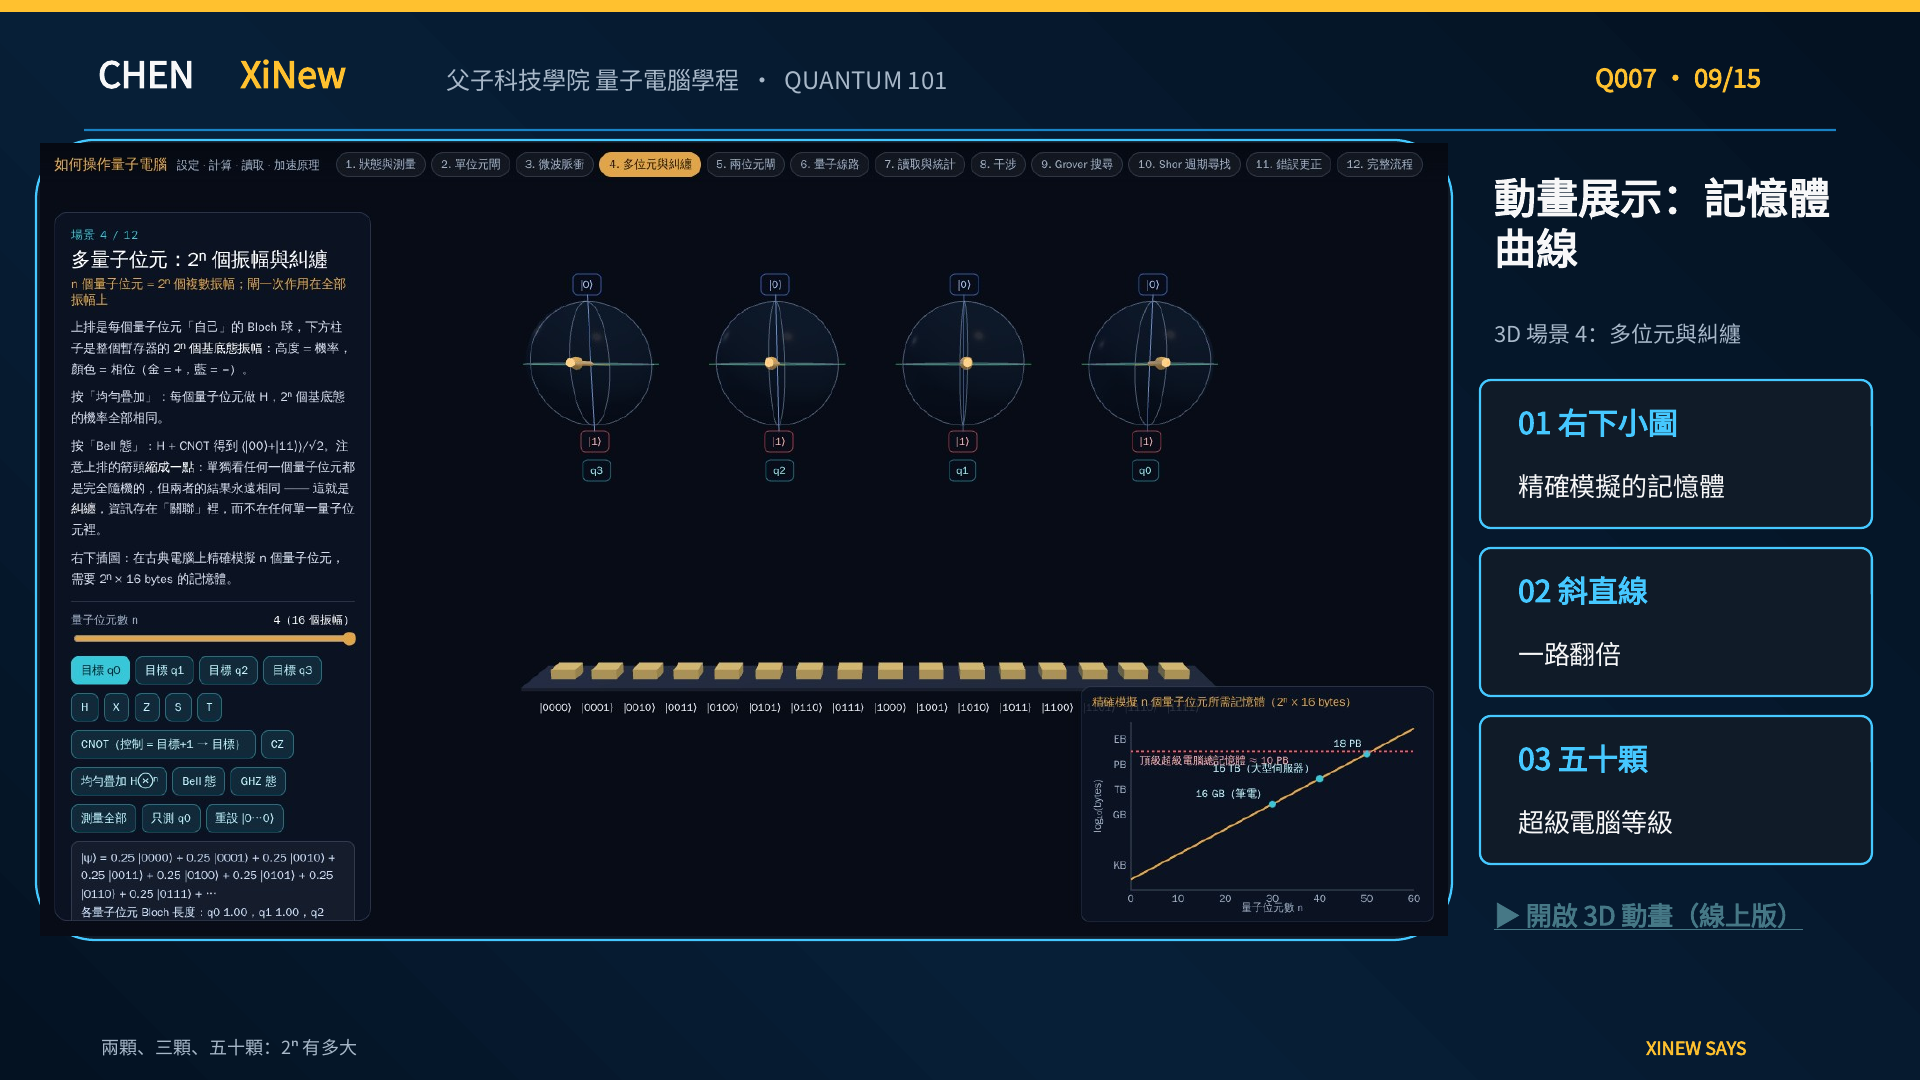 CHEN XiNew
父子科技學院 量子電腦學程 · QUANTUM 101
Q007 · 09/15
如何操作量子電腦 設定 · 計算 · 讀取 · 加速原理
1. 狀態與測量
2. 單位元閘
3. 微波脈衝
4. 多位元與糾纏
5. 兩位元閘
6. 量子線路
7. 讀取與統計
8. 干涉
9. Grover 搜尋
10. Shor 週期尋找
11. 錯誤更正
12. 完整流程
場景 4 / 12
多量子位元：2ⁿ 個振幅與糾纏
n 個量子位元 = 2ⁿ 個複數振幅；閘一次作用在全部
振幅上
上排是每個量子位元「自己」的 Bloch 球，下方柱
子是整個暫存器的 2ⁿ 個基底態振幅：高度 = 機率，
顏色 = 相位（金 = +，藍 = −）。
按「均勻疊加」：每個量子位元做 H，2ⁿ 個基底態
的機率全部相同。
按「Bell 態」：H + CNOT 得到 (|00⟩+|11⟩)/√2。注
意上排的箭頭縮成一點：單獨看任何一個量子位元都
是完全隨機的，但兩者的結果永遠相同 —— 這就是
糾纏，資訊存在「關聯」裡，而不在任何單一量子位
元裡。
右下插圖：在古典電腦上精確模擬 n 個量子位元，
需要 2ⁿ × 16 bytes 的記憶體。
量子位元數 n 4（16 個振幅）
目標 q0 目標 q1 目標 q2 目標 q3
H X Z S T
CNOT（控制 = 目標+1 → 目標） CZ
均勻疊加 H⊗ⁿ Bell 態 GHZ 態
測量全部 只測 q0 重設 |0⋯0⟩
|ψ⟩ = 0.25 |0000⟩ + 0.25 |0001⟩ + 0.25 |0010⟩ +
0.25 |0011⟩ + 0.25 |0100⟩ + 0.25 |0101⟩ + 0.25
|0110⟩ + 0.25 |0111⟩ + ⋯
各量子位元 Bloch 長度：q0 1.00，q1 1.00，q2
|0⟩ |0⟩ |0⟩ |0⟩
|1⟩ |1⟩ |1⟩ |1⟩
q3 q2 q1 q0
|0000⟩ |0001⟩ |0010⟩ |0011⟩ |0100⟩ |0101⟩ |0110⟩ |0111⟩ |1000⟩ |1001⟩ |1010⟩ |1011⟩ |1100⟩
精確模擬 n 個量子位元所需記憶體（2ⁿ × 16 bytes）
EB
PB
TB
GB
KB
18 PB
頂級超級電腦總記憶體 ≈ 10 PB
16 TB（大型伺服器）
16 GB（筆電）
0 10 20 30 40 50 60
量子位元數 n
動畫展示：記憶體
曲線
3D 場景 4：多位元與糾纏
01 右下小圖
精確模擬的記憶體
02 斜直線
一路翻倍
03 五十顆
超級電腦等級
▶ 開啟 3D 動畫（線上版）
兩顆、三顆、五十顆：2ⁿ 有多大
XINEW SAYS